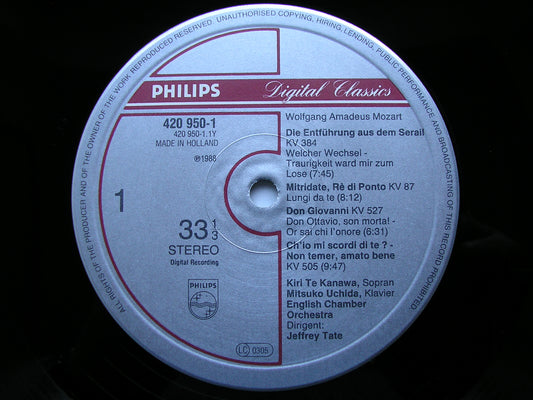 ALL RIGHTS OF THE PRODUCER AND OF THE OWNER OF THE WORK REPRODUCED RESERVED. UNAUTHORISED COPYING, HIRING, LENDING, PUBLIC PERFORMANCE AND BROADCASTING OF THIS RECORD PROHIBITED.
PHILIPS
Digital Classics
420 950-1
420 950-1.1Y
MADE IN HOLLAND
℗1988
1
33 1/3
STEREO
Digital Recording
PHILIPS
LC 0305
Wolfgang Amadeus Mozart
Die Entführung aus dem Serail
KV 384
Welcher Wechsel -
Traurigkeit ward mir zum
Lose (7:45)
Mitridate, Rè di Ponto KV 87
Lungi da te (8:12)
Don Giovanni KV 527
Don Ottavio, son morta! -
Or sai chi l'onore (6:31)
Ch'io mi scordi di te ? -
Non temer, amato bene
KV 505 (9:47)
Kiri Te Kanawa, Sopran
Mitsuko Uchida, Klavier
English Chamber
Orchestra
Dirigent:
Jeffrey Tate